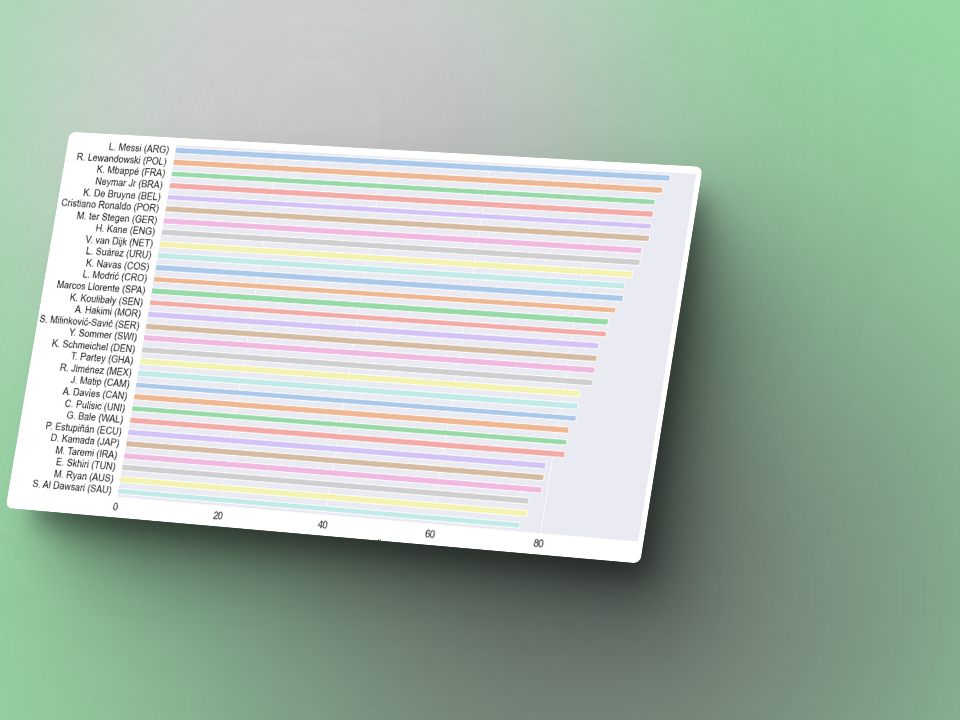 L. Messi (ARG)
R. Lewandowski (POL)
K. Mbappé (FRA)
Neymar Jr (BRA)
K. De Bruyne (BEL)
Cristiano Ronaldo (POR)
M. ter Stegen (GER)
H. Kane (ENG)
V. van Dijk (NET)
L. Suárez (URU)
K. Navas (COS)
L. Modrić (CRO)
Marcos Llorente (SPA)
K. Koulibaly (SEN)
A. Hakimi (MOR)
S. Milinković-Savić (SER)
Y. Sommer (SWI)
K. Schmeichel (DEN)
T. Partey (GHA)
R. Jiménez (MEX)
J. Matip (CAM)
A. Davies (CAN)
C. Pulisic (UNI)
G. Bale (WAL)
P. Estupiñán (ECU)
D. Kamada (JAP)
M. Taremi (IRA)
E. Skhiri (TUN)
M. Ryan (AUS)
S. Al Dawsari (SAU)
0 20 40 60 80